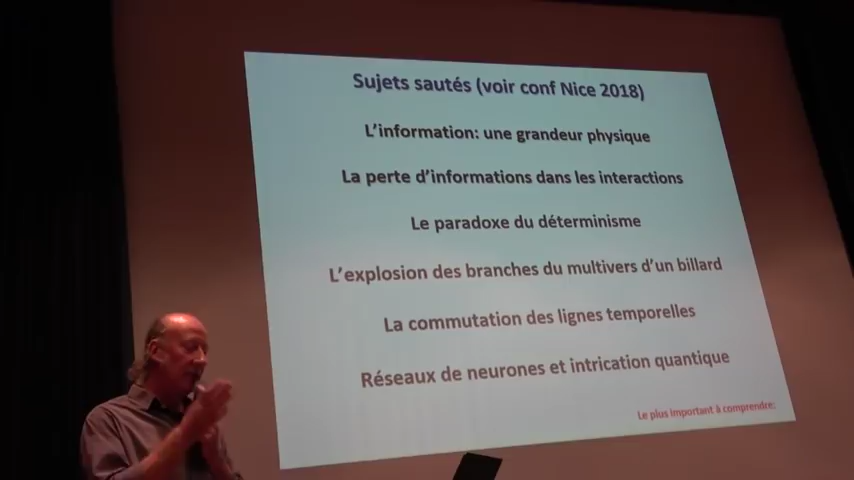 Sujets sautés (voir conf Nice 2018)
L'information: une grandeur physique
La perte d'informations dans les interactions
Le paradoxe du déterminisme
L'explosion des branches du multivers d'un billard
La commutation des lignes temporelles
Réseaux de neurones et intrication quantique
Le plus important à comprendre: